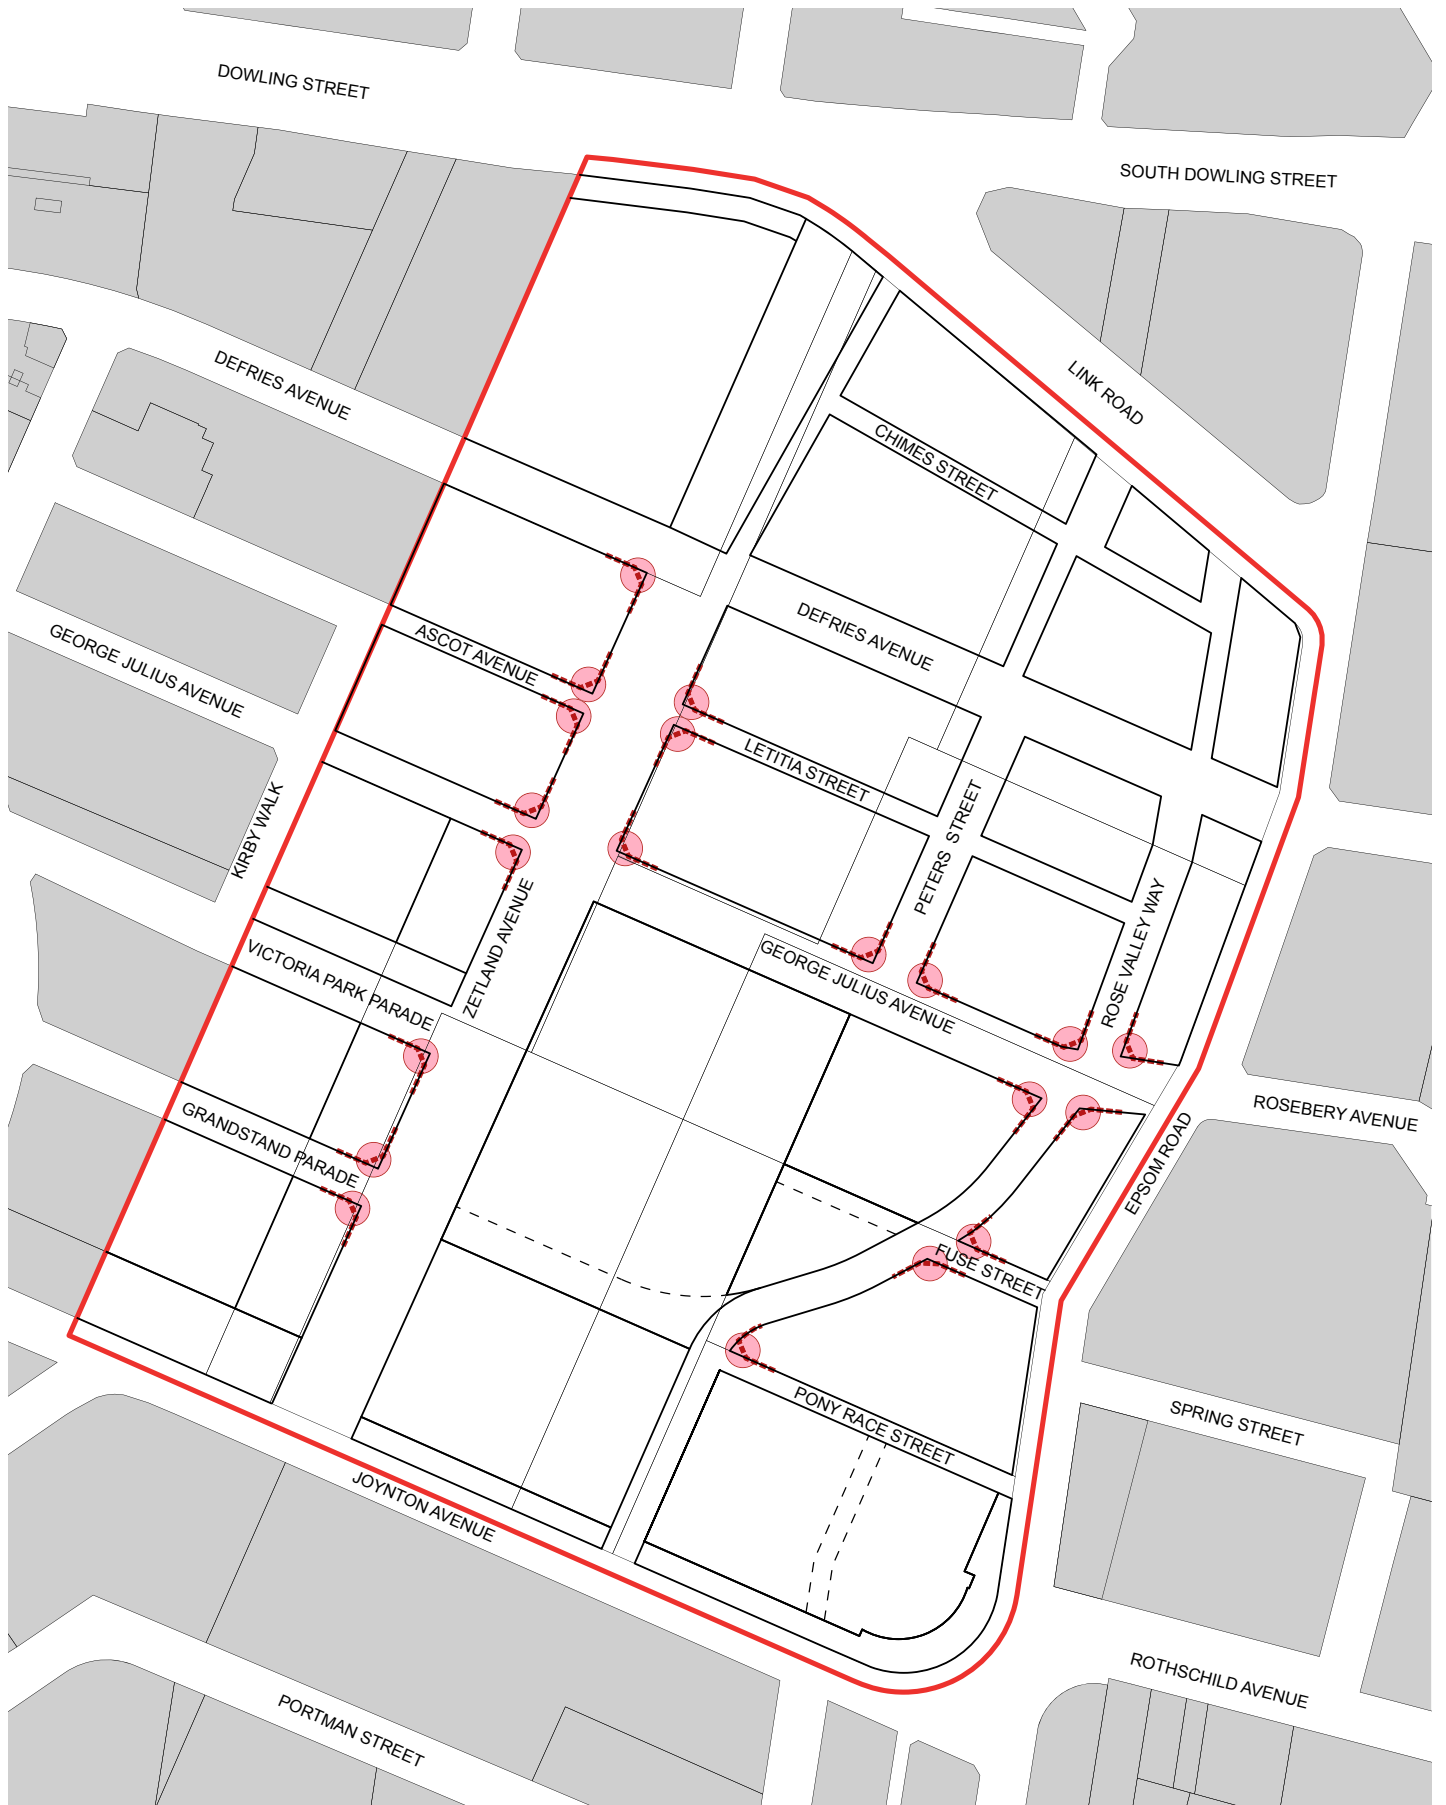 DOWLING STREET
SOUTH DOWLING STREET
DEFRIES AVENUE
LINK ROAD
CHIMES STREET
DEFRIES AVENUE
ASCOT AVENUE
GEORGE JULIUS AVENUE
LETITIA STREET
KIRBY WALK
PETERS STREET
ZETLAND AVENUE
ROSE VALLEY WAY
VICTORIA PARK PARADE
GEORGE JULIUS AVENUE
ROSEBERY AVENUE
GRANDSTAND PARADE
EPSOM ROAD
FUSE STREET
PONY RACE STREET
SPRING STREET
JOYNTON AVENUE
ROTHSCHILD AVENUE
PORTMAN STREET